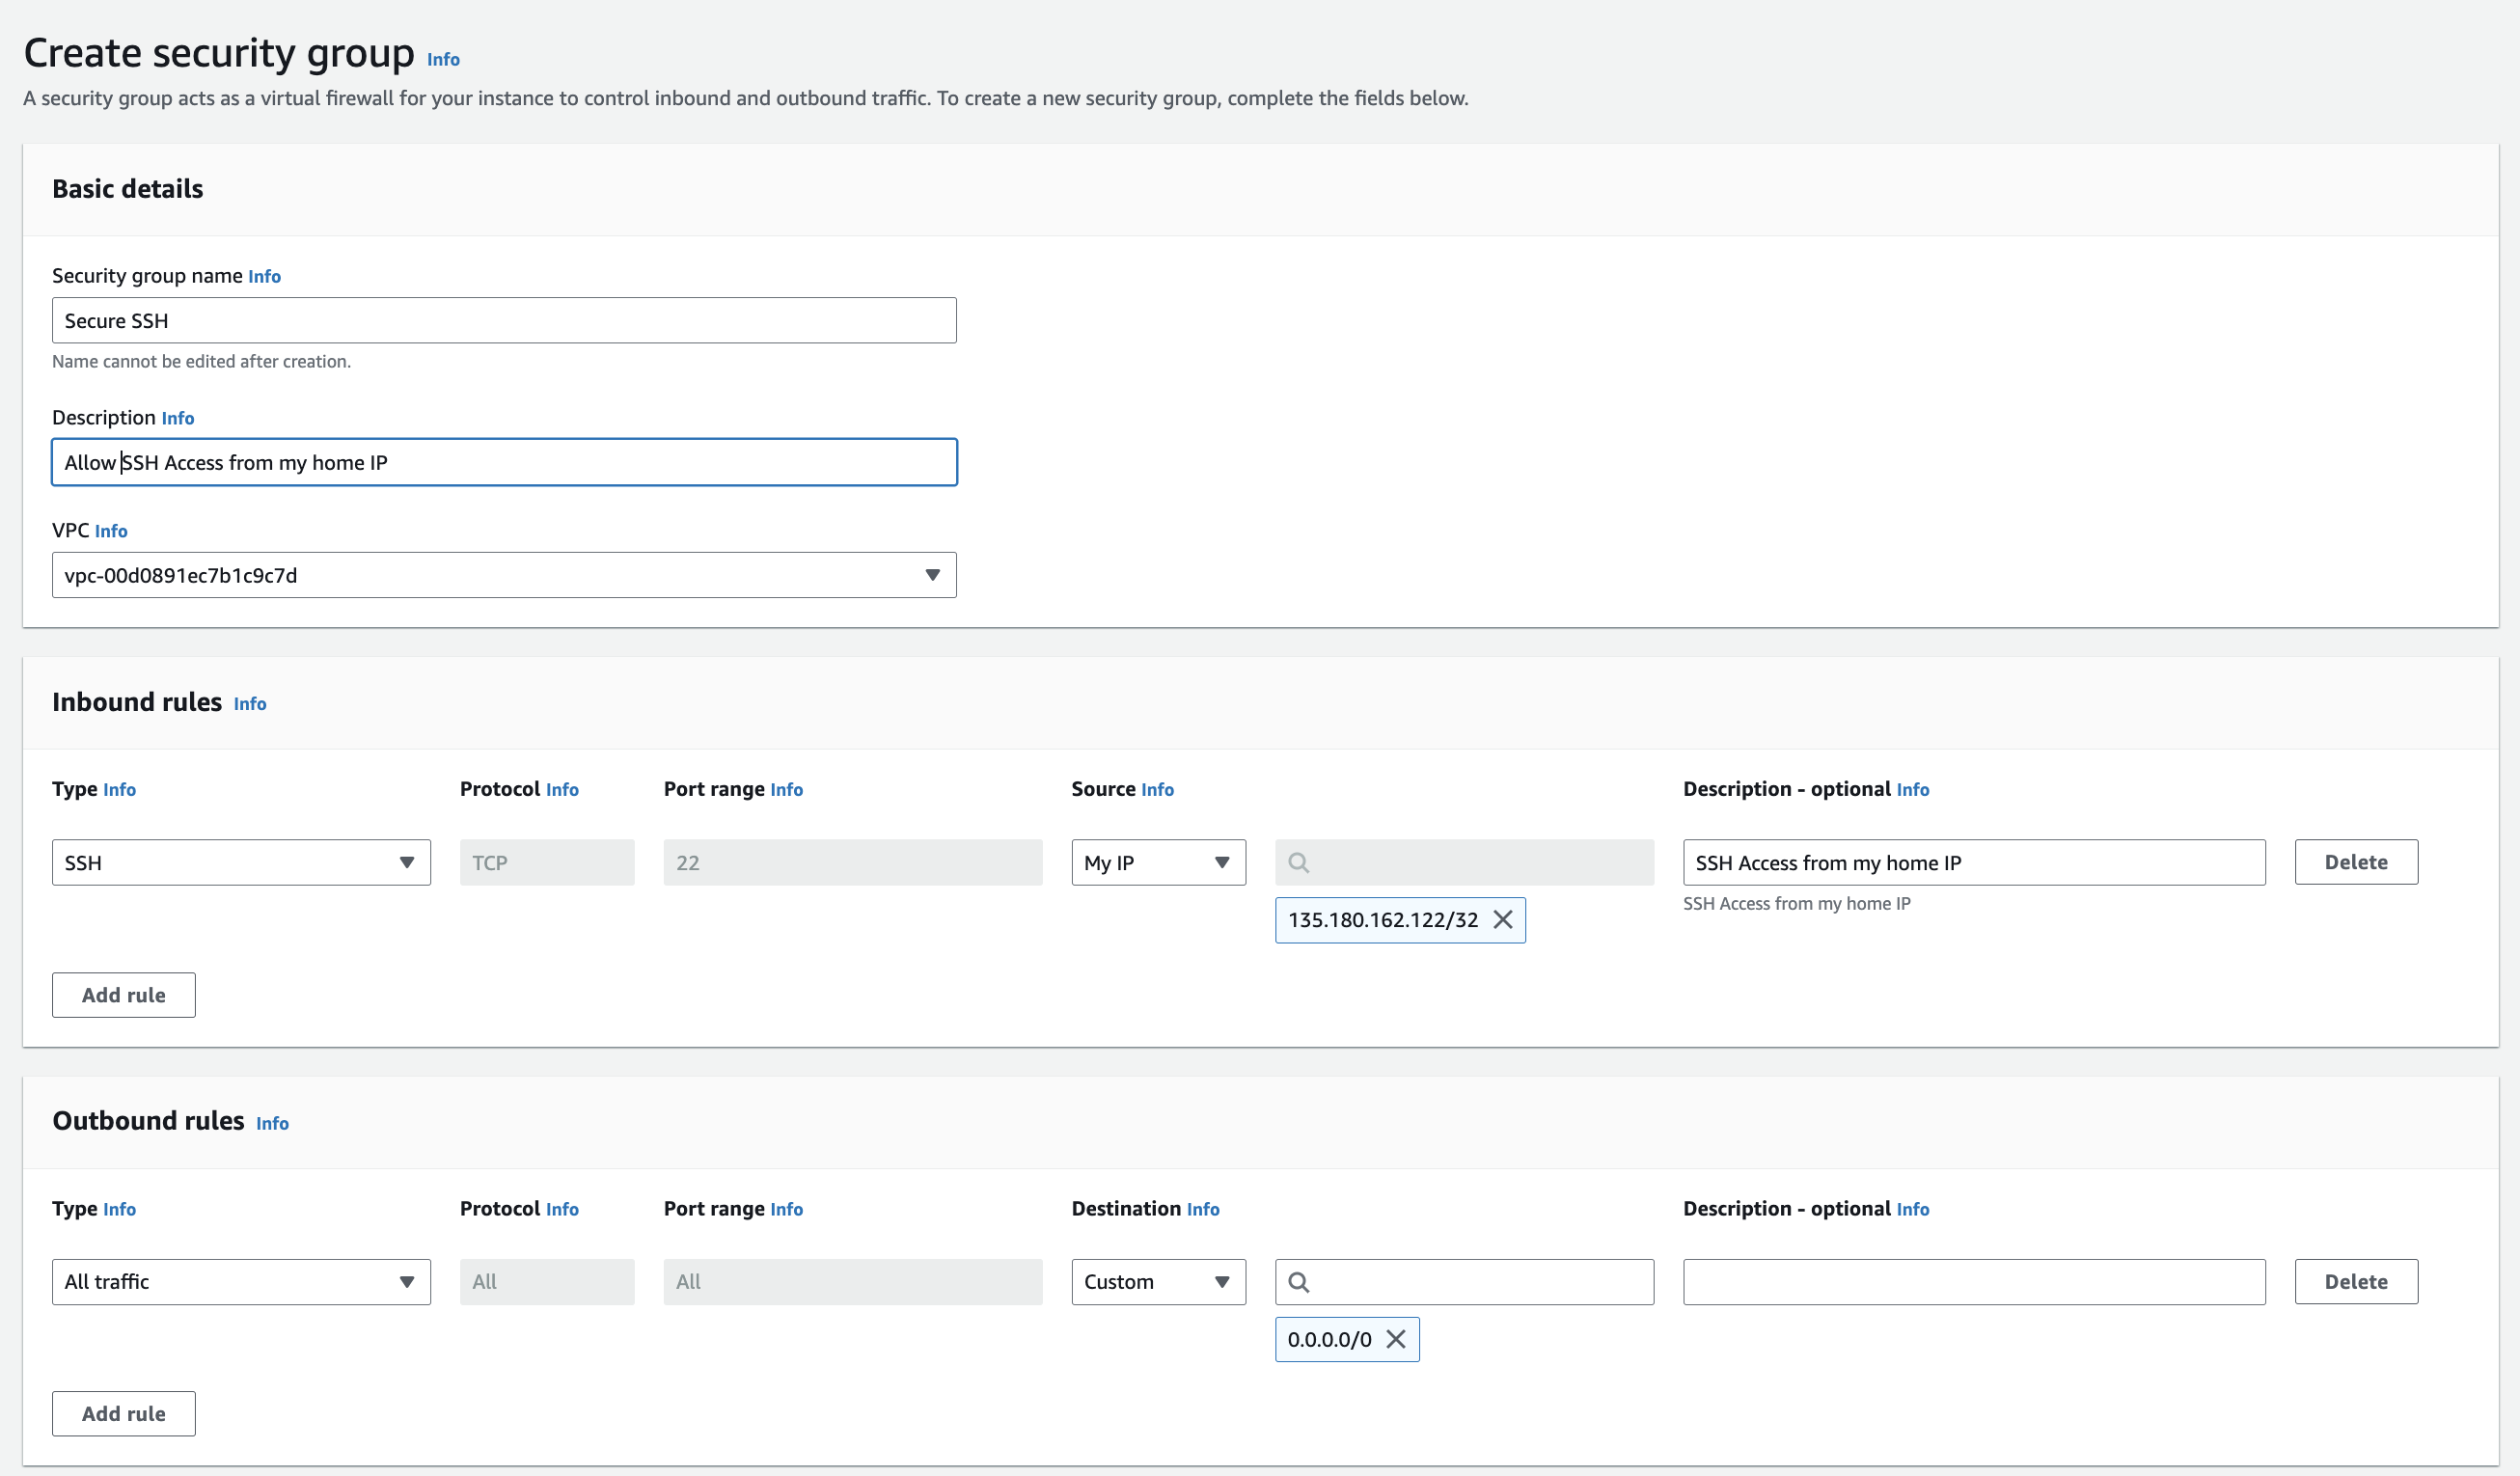 Create security group Info
A security group acts as a virtual firewall for your instance to control inbound and outbound traffic. To create a new security group, complete the fields below.
Basic details
Security group name Info
Secure SSH
Name cannot be edited after creation.
Description Info
Allow SSH Access from my home IP
VPC Info
vpc-00d0891ec7b1c9c7d
Inbound rules Info
Type Info Protocol Info Port range Info Source Info Description - optional Info
SSH TCP 22 My IP SSH Access from my home IP Delete
SSH Access from my home IP
135.180.162.122/32
Add rule
Outbound rules Info
Type Info Protocol Info Port range Info Destination Info Description - optional Info
All traffic All All Custom Delete
0.0.0.0/0
Add rule